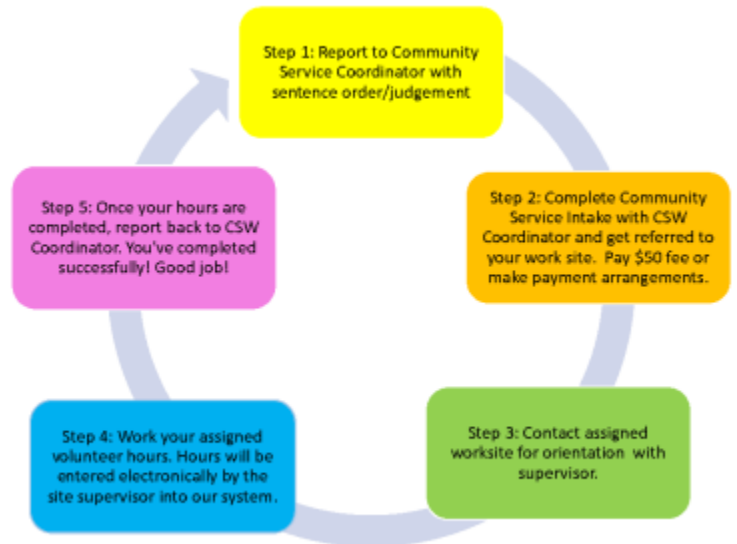 Step 1: Report to Community
Service Coordinator with
sentence order/judgement
Step 2: Complete Community
Service Intake with CSW
Coordinator and get referred to
your work site.  Pay $50 fee or
make payment arrangements.
Step 3: Contact assigned
worksite for orientation  with
supervisor.
Step 4: Work your assigned
volunteer hours. Hours will be
entered electronically by the
site supervisor into our system.
Step 5: Once your hours are
completed, report back to CSW
Coordinator. You've completed
successfully! Good job!